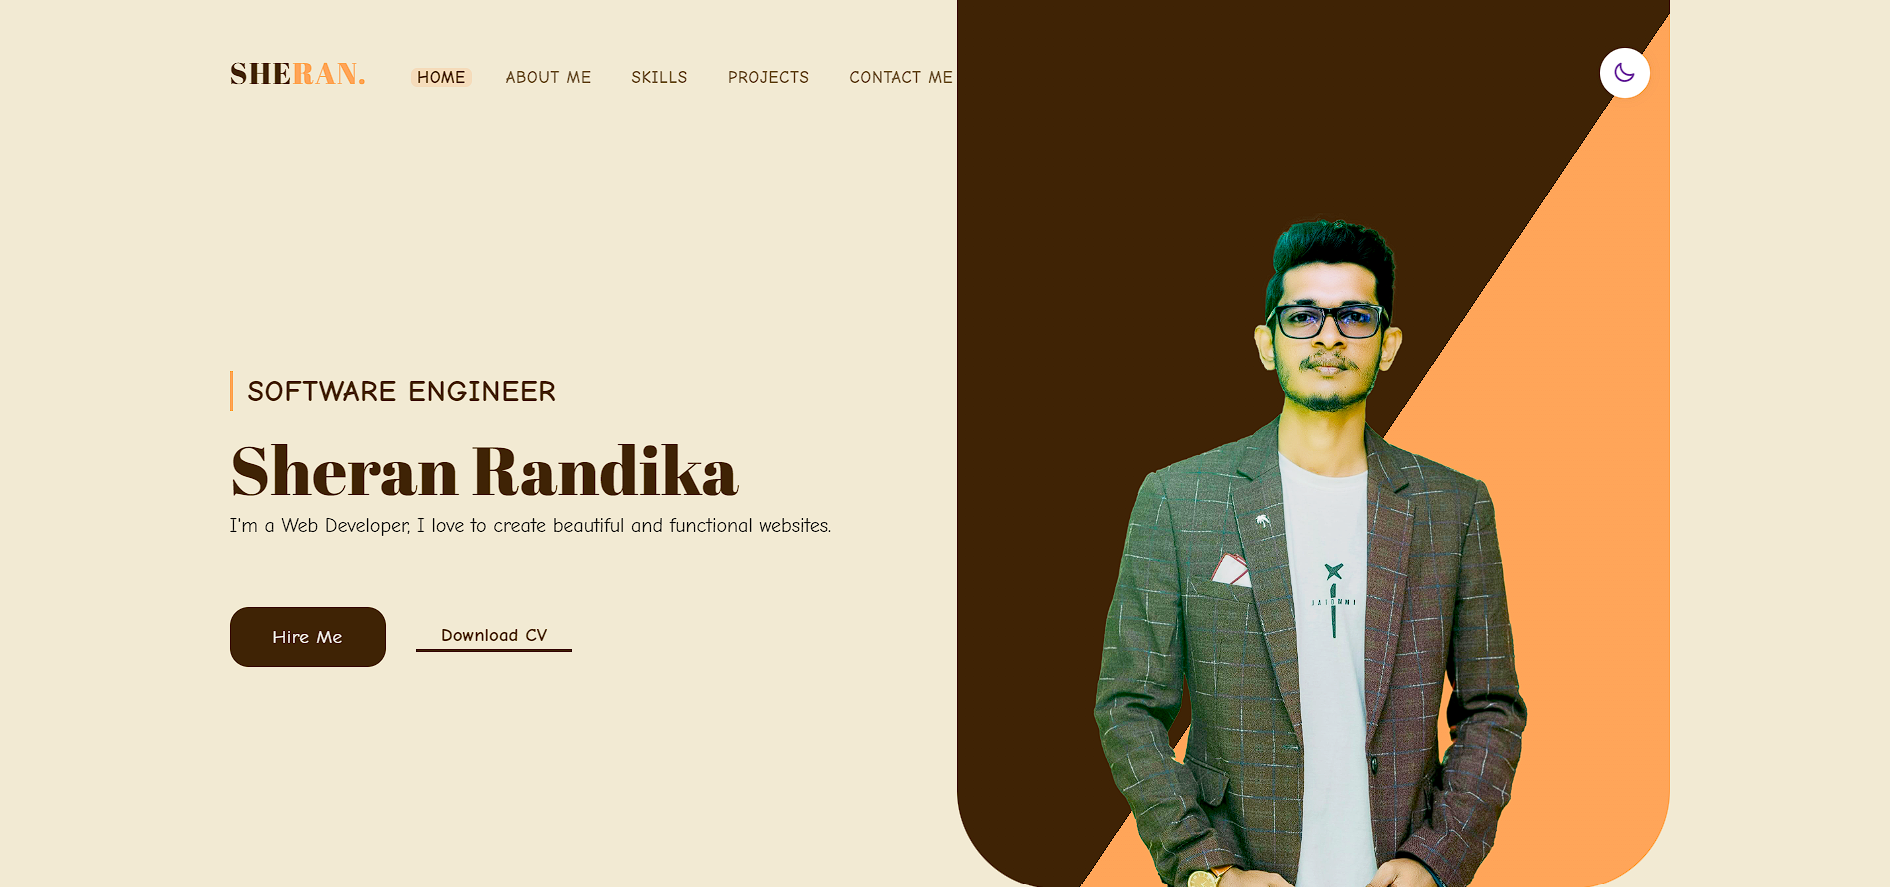 SHERAN. HOME ABOUT ME SKILLS PROJECTS CONTACT ME
SOFTWARE ENGINEER
Sheran Randika
I'm a Web Developer, I love to create beautiful and functional websites.
Hire Me Download CV